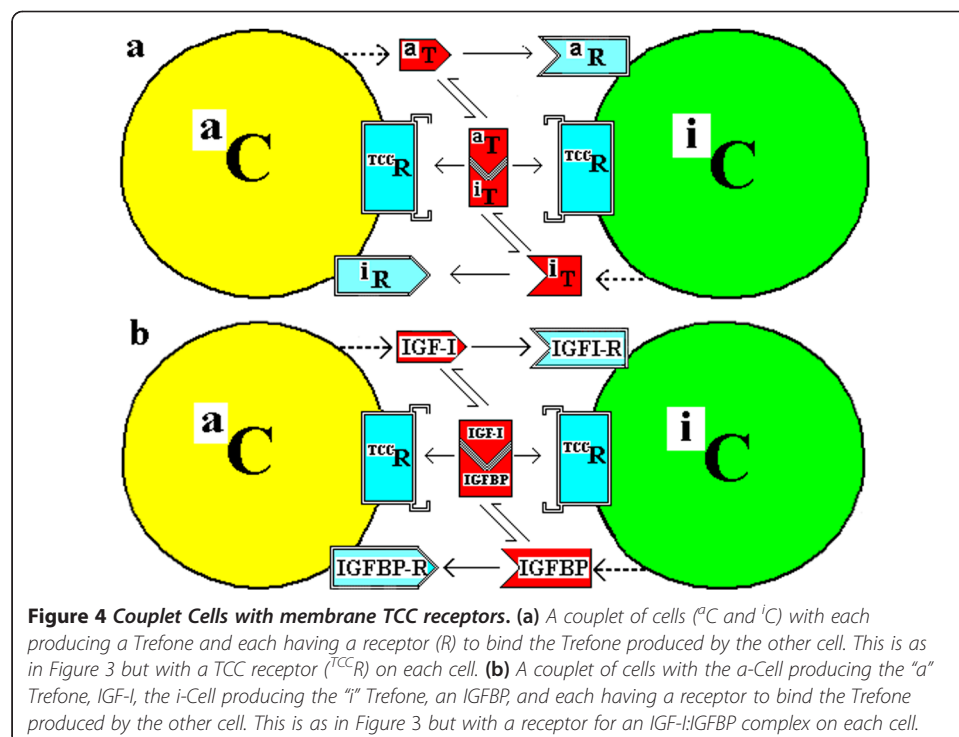 a
aT
aR
aC
iC
TCCR
aT
iT
TCCR
iR
iT
b
IGF-I
IGFI-R
aC
iC
TCCR
IGF-I
IGFBP
TCCR
IGFBP-R
IGFBP
Figure 4 Couplet Cells with membrane TCC receptors. (a) A couplet of cells (aC and iC) with each
producing a Trefone and each having a receptor (R) to bind the Trefone produced by the other cell. This is as
in Figure 3 but with a TCC receptor (TCCR) on each cell. (b) A couplet of cells with the a-Cell producing the “a”
Trefone, IGF-I, the i-Cell producing the “i” Trefone, an IGFBP, and each having a receptor to bind the Trefone
produced by the other cell. This is as in Figure 3 but with a receptor for an IGF-I:IGFBP complex on each cell.